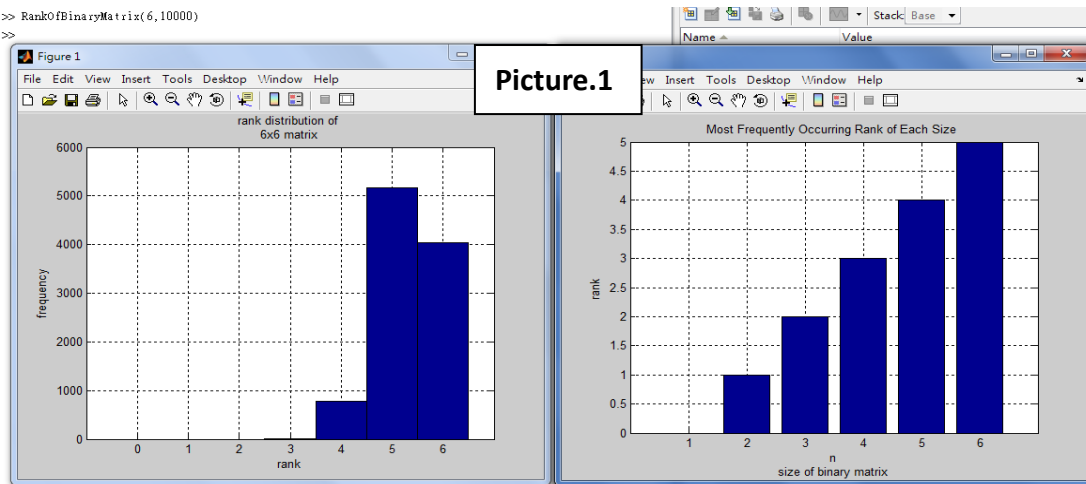 >> RankOfBinaryMatrix(6,10000)
>>
Stack: Base
Name Value
Figure 1
File Edit View Insert Tools Desktop Window Help
Picture.1
Insert Tools Desktop Window Help
rank distribution of
6x6 matrix
6000
5000
4000
3000
2000
1000
0
frequency
0 1 2 3 4 5 6
rank
Most Frequently Occurring Rank of Each Size
5
4.5
4
3.5
3
2.5
2
1.5
1
0.5
0
rank
1 2 3 4 5 6
n
size of binary matrix